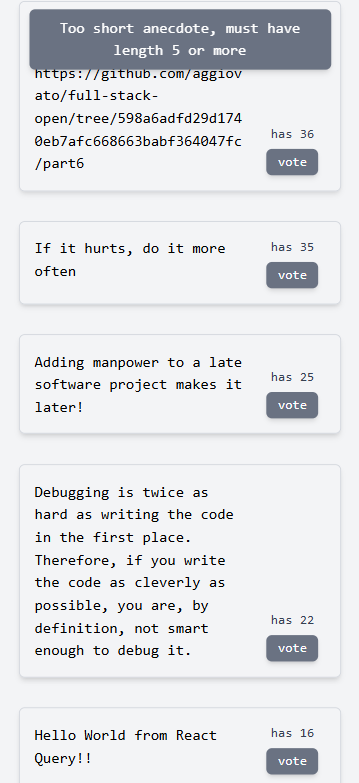 Too short anecdote, must have
length 5 or more
https://github.com/aggiov
ato/full-stack-
open/tree/598a6adfd29d174
0eb7afc668663babf364047fc
/part6
has 36
vote
If it hurts, do it more
often
has 35
vote
Adding manpower to a late
software project makes it
later!
has 25
vote
Debugging is twice as
hard as writing the code
in the first place.
Therefore, if you write
the code as cleverly as
possible, you are, by
definition, not smart
enough to debug it.
has 22
vote
Hello World from React
Query!!
has 16
vote